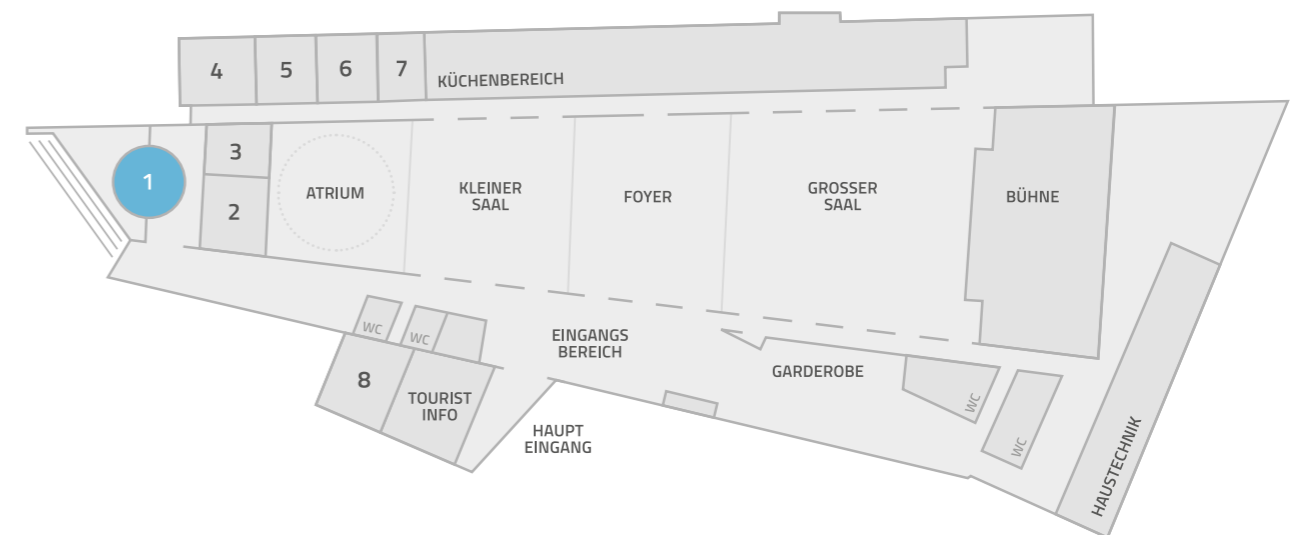 4
5
6
7
KÜCHENBEREICH
1
3
2
ATRIUM
KLEINER
SAAL
FOYER
GROSSER
SAAL
BÜHNE
WC
WC
EINGANGS
BEREICH
GARDEROBE
8
TOURIST
INFO
HAUPT
EINGANG
WC
WC
HAUSTECHNIK